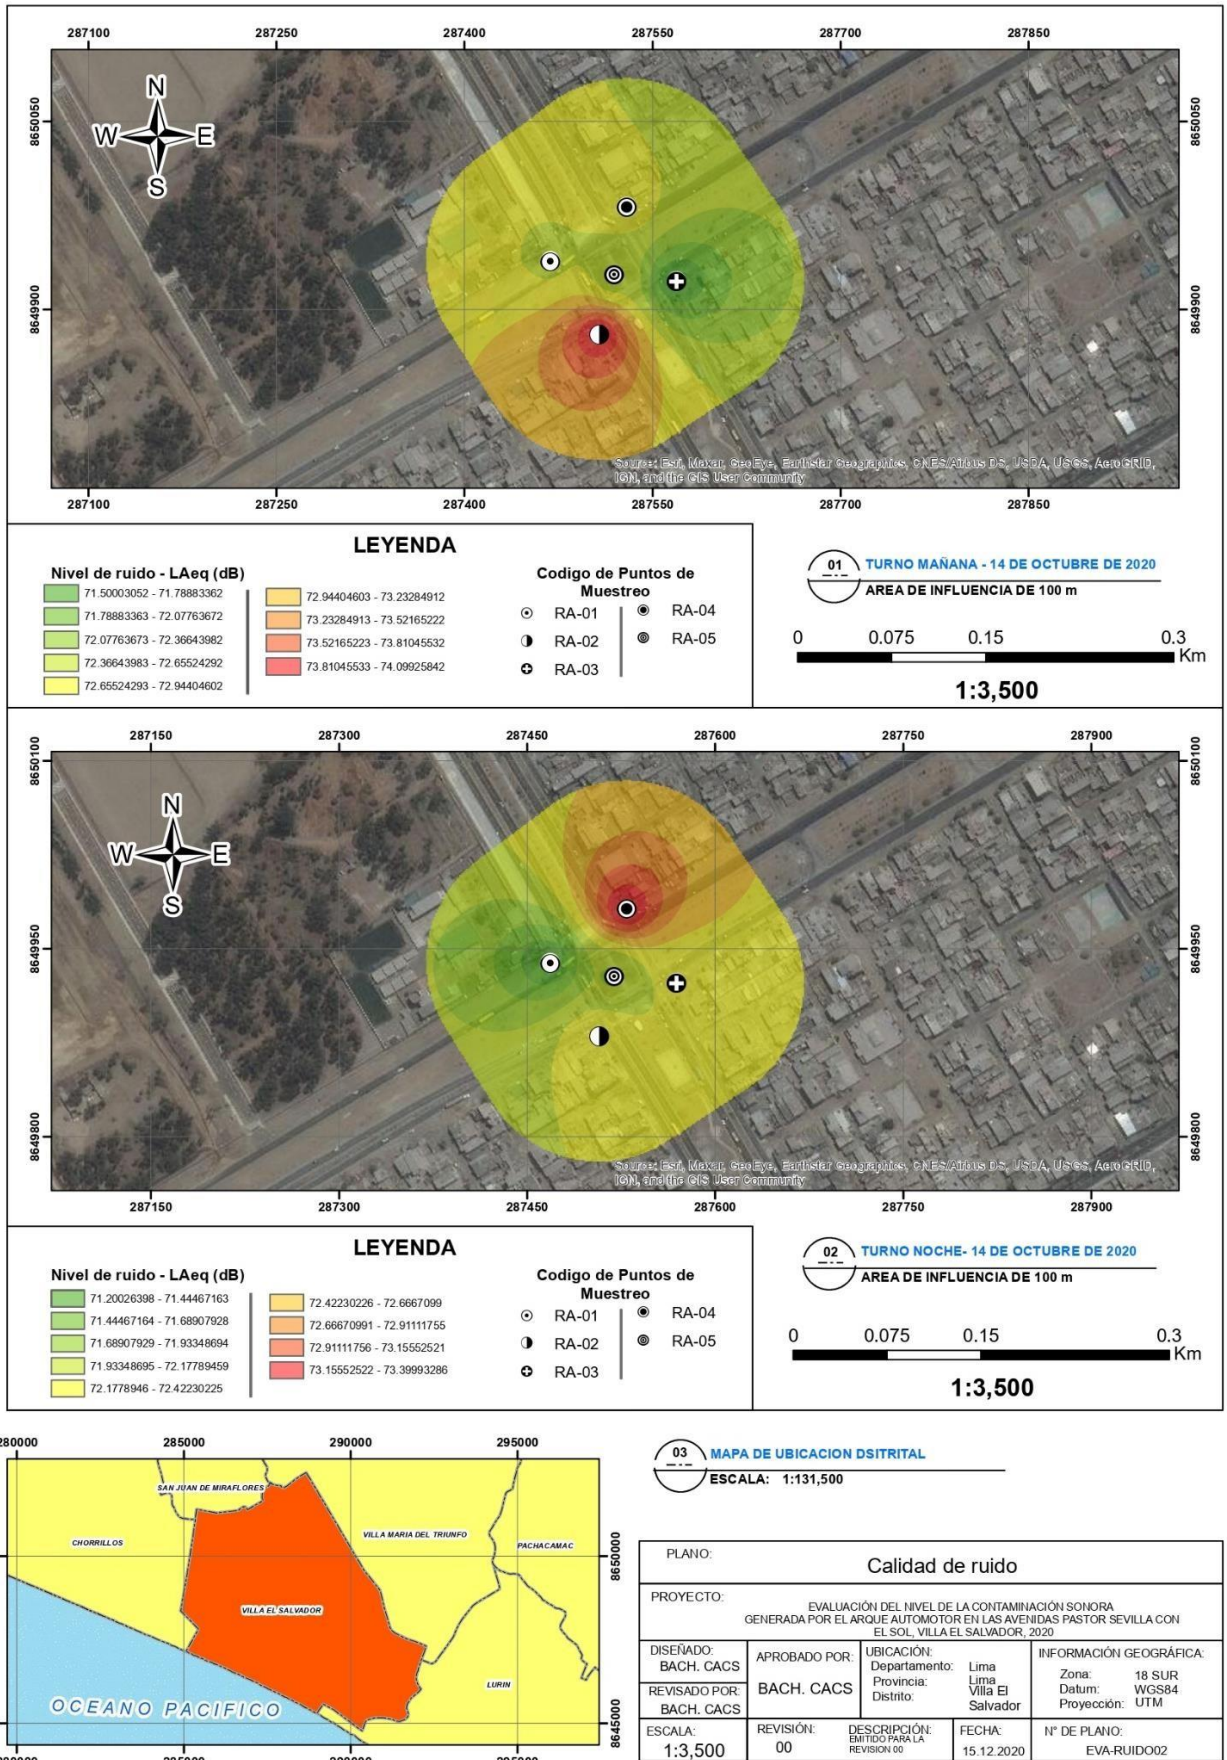 287100 287250 287400 287550 287700 287850
8650050 8650050
8649900 8649900
N
W E
S
Source: Esri, Maxar, GeoEye, Earthstar Geographics, CNES/Airbus DS, USDA, USGS, AeroGRID,
IGN, and the GIS User Community
287100 287250 287400 287550 287700 287850
LEYENDA
Nivel de ruido - LAeq (dB)
71.50003052 - 71.78883362
71.78883363 - 72.07763672
72.07763673 - 72.36643982
72.36643983 - 72.65524292
72.65524293 - 72.94404602
72.94404603 - 73.23284912
73.23284913 - 73.52165222
73.52165223 - 73.81045532
73.81045533 - 74.09925842
Codigo de Puntos de
Muestreo
RA-01
RA-02
RA-03
RA-04
RA-05
01 TURNO MAÑANA - 14 DE OCTUBRE DE 2020
AREA DE INFLUENCIA DE 100 m
0 0.075 0.15 0.3
Km
1:3,500
287150 287300 287450 287600 287750 287900
8650100 8650100
8649950 8649950
8649800 8649800
N
W E
S
Source: Esri, Maxar, GeoEye, Earthstar Geographics, CNES/Airbus DS, USDA, USGS, AeroGRID,
IGN, and the GIS User Community
287150 287300 287450 287600 287750 287900
LEYENDA
Nivel de ruido - LAeq (dB)
71.20026398 - 71.44467163
71.44467164 - 71.68907928
71.68907929 - 71.93348694
71.93348695 - 72.17789459
72.1778946 - 72.42230225
72.42230226 - 72.6667099
72.66670991 - 72.91111755
72.91111756 - 73.15552521
73.15552522 - 73.39993286
Codigo de Puntos de
Muestreo
RA-01
RA-02
RA-03
RA-04
RA-05
02 TURNO NOCHE- 14 DE OCTUBRE DE 2020
AREA DE INFLUENCIA DE 100 m
0 0.075 0.15 0.3
Km
1:3,500
280000 285000 290000 295000
SAN JUAN DE MIRAFLORES
CHORRILLOS
VILLA MARIA DEL TRIUNFO
PACHACAMAC
VILLA EL SALVADOR
LURIN
OCEANO PACIFICO
8650000
8645000
03 MAPA DE UBICACION DSITRITAL
ESCALA: 1:131,500
PLANO: Calidad de ruido
PROYECTO:
EVALUACIÓN DEL NIVEL DE LA CONTAMINACIÓN SONORA
GENERADA POR EL ARQUE AUTOMOTOR EN LAS AVENIDAS PASTOR SEVILLA CON
EL SOL, VILLA EL SALVADOR, 2020
DISEÑADO:
BACH. CACS
REVISADO POR:
BACH. CACS
APROBADO POR:
BACH. CACS
UBICACIÓN:
Departamento: Lima
Provincia: Lima
Distrito: Villa El
Salvador
INFORMACIÓN GEOGRÁFICA:
Zona: 18 SUR
Datum: WGS84
Proyección: UTM
ESCALA:
1:3,500
REVISIÓN:
00
DESCRIPCIÓN:
EMITIDO PARA LA
REVISION 00
FECHA:
15.12.2020
N° DE PLANO:
EVA-RUIDO02